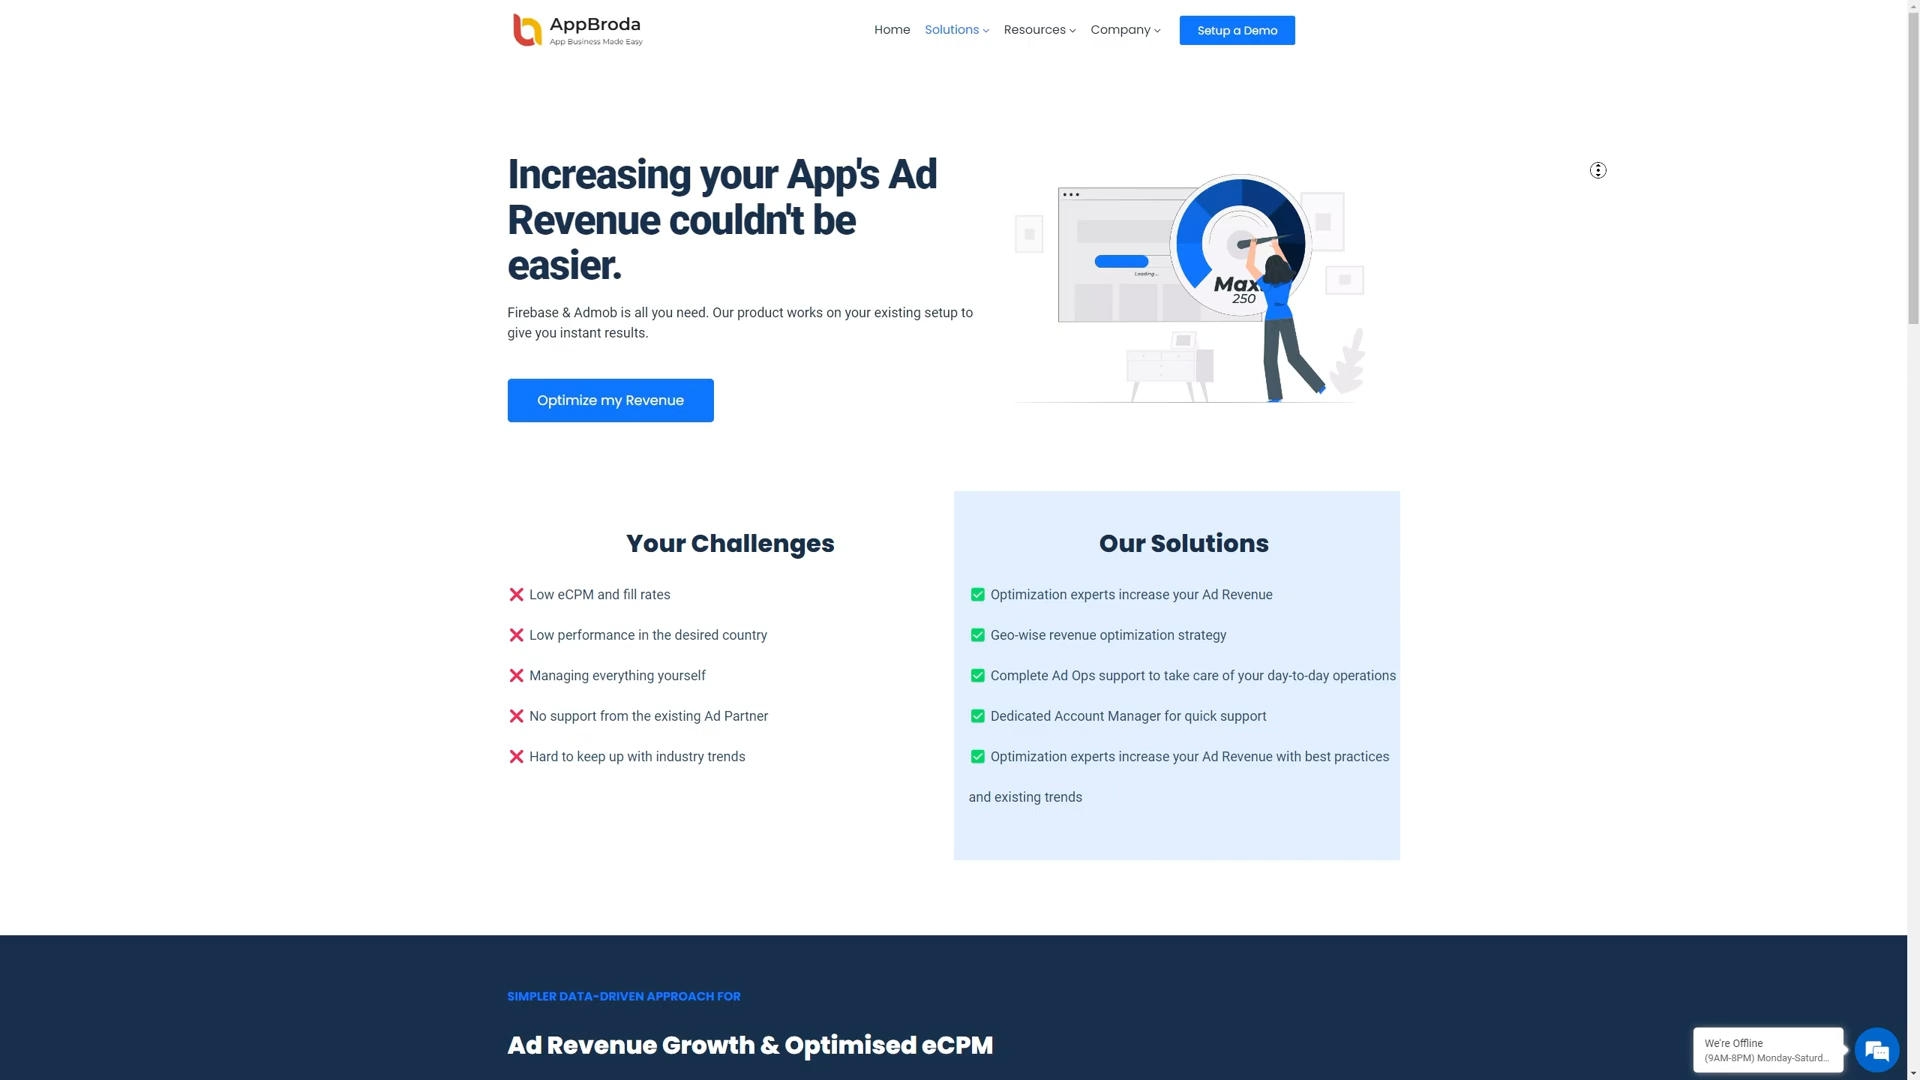 AppBroda
App Business Made Easy
Home
Solutions
Resources
Company
Setup a Demo
Increasing your App's Ad
Revenue couldn't be
easier.
Firebase & Admob is all you need. Our product works on your existing setup to
give you instant results.
Optimize my Revenue
Loading...
Max.
250
Your Challenges
Low eCPM and fill rates
Low performance in the desired country
Managing everything yourself
No support from the existing Ad Partner
Hard to keep up with industry trends
Our Solutions
Optimization experts increase your Ad Revenue
Geo-wise revenue optimization strategy
Complete Ad Ops support to take care of your day-to-day operations
Dedicated Account Manager for quick support
Optimization experts increase your Ad Revenue with best practices
and existing trends
SIMPLER DATA-DRIVEN APPROACH FOR
Ad Revenue Growth & Optimised eCPM
We're Offline
(9AM-8PM) Monday-Saturd...